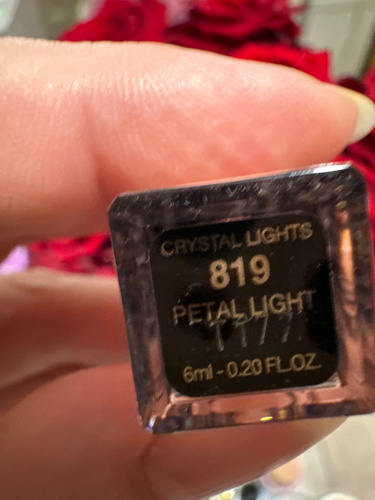 CRYSTAL LIGHTS
819
PETAL LIGHT
6ml - 0.20 FL.OZ.